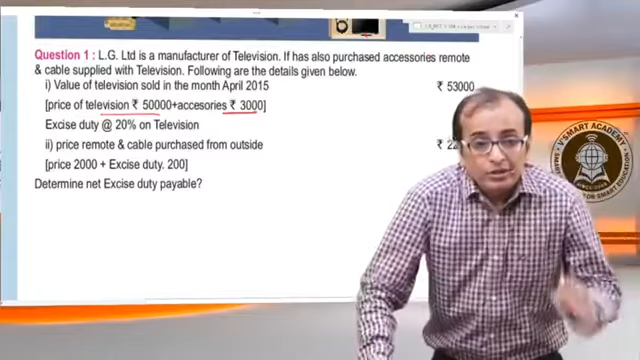 Question 1 : L.G. Ltd is a manufacturer of Television. If has also purchased accessories remote
& cable supplied with Television. Following are the details given below.
i) Value of television sold in the month April 2015 ₹ 53000
[price of television ₹ 50000+accesories ₹ 3000]
Excise duty @ 20% on Television
ii) price remote & cable purchased from outside ₹
[price 2000 + Excise duty. 200]
Determine net Excise duty payable?
V'SMART ACADEMY